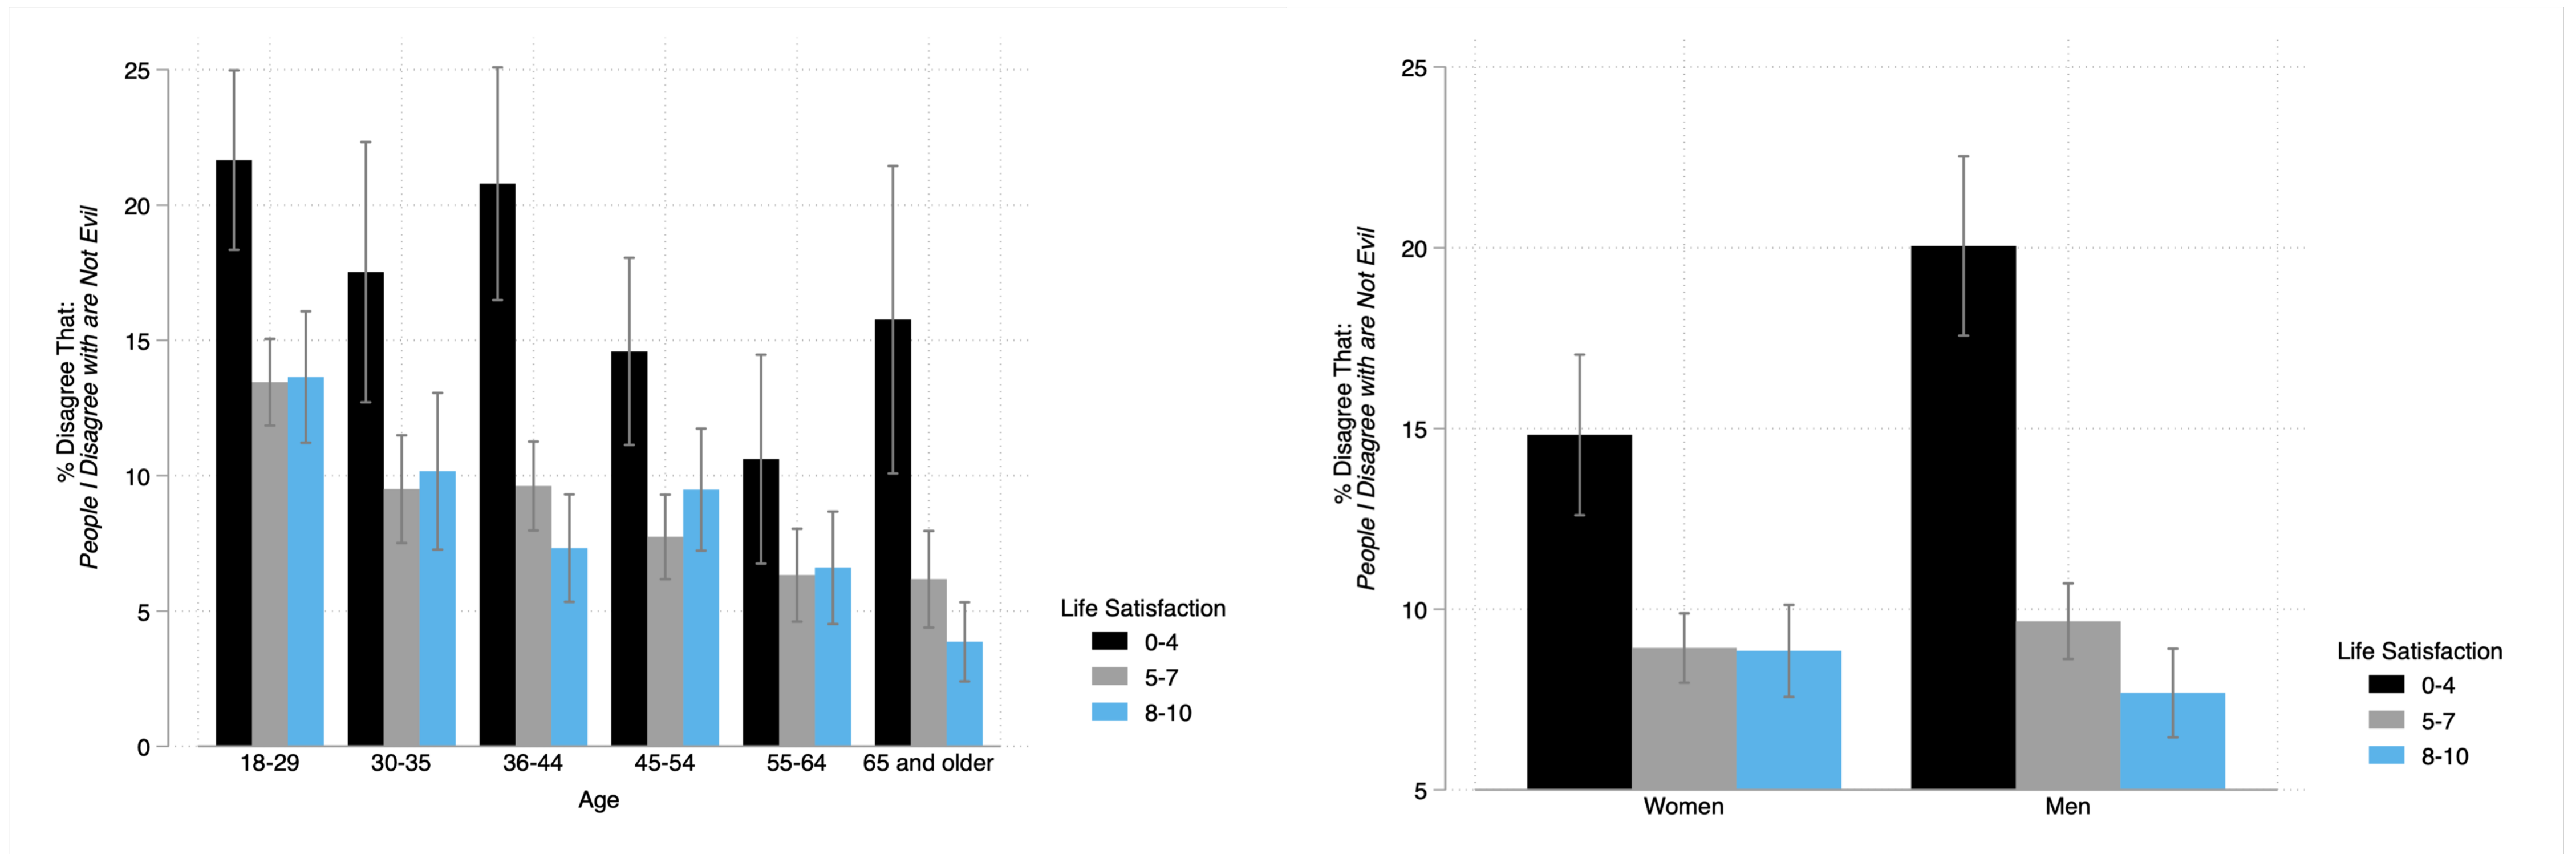 % Disagree That:
People I Disagree with are Not Evil
25
20
15
10
5
0
18-29
30-35
36-44
45-54
55-64
65 and older
Age
Life Satisfaction
0-4
5-7
8-10
% Disagree That:
People I Disagree with are Not Evil
25
20
15
10
5
Women
Men
Life Satisfaction
0-4
5-7
8-10